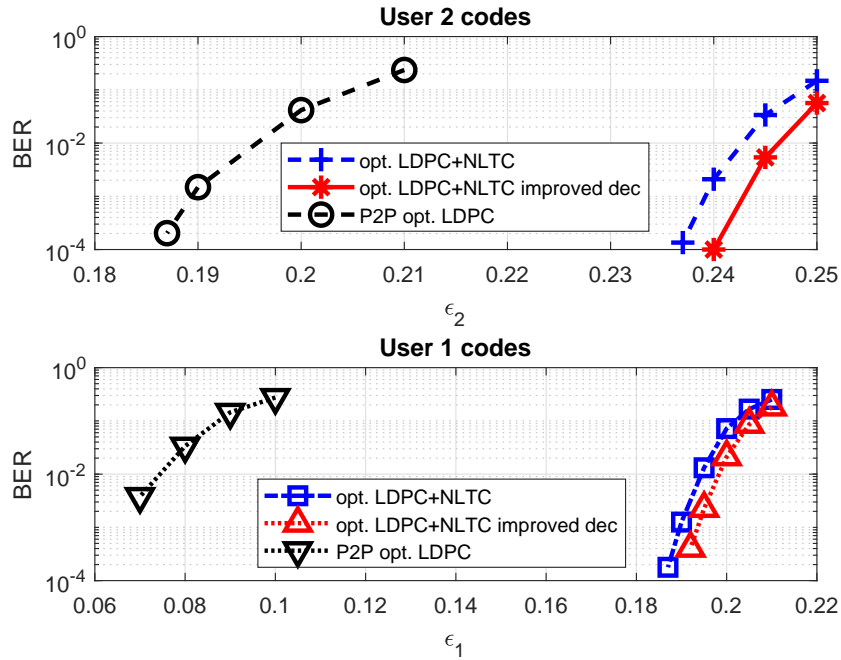 User 2 codes
10^0
10^-2
10^-4
BER
opt. LDPC+NLTC
opt. LDPC+NLTC improved dec
P2P opt. LDPC
0.18 0.19 0.2 0.21 0.22 0.23 0.24 0.25
ϵ_2
User 1 codes
10^0
10^-2
10^-4
BER
opt. LDPC+NLTC
opt. LDPC+NLTC improved dec
P2P opt. LDPC
0.06 0.08 0.1 0.12 0.14 0.16 0.18 0.2 0.22
ϵ_1